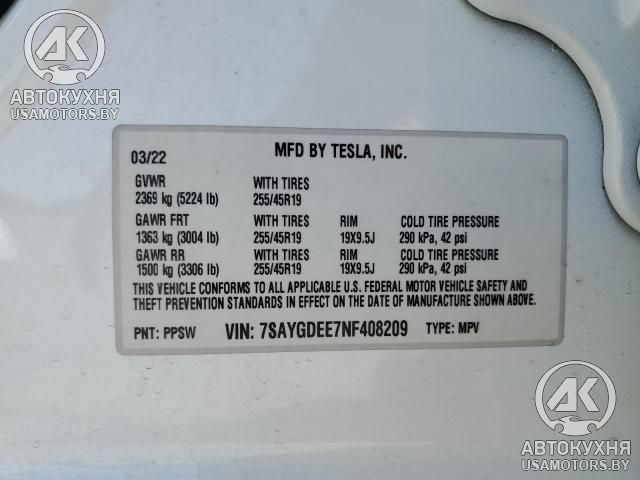 AK
АВТОКУХНЯ
USAMOTORS.BY
03/22 MFD BY TESLA, INC.
GVWR WITH TIRES
2369 kg (5224 lb) 255/45R19
GAWR FRT WITH TIRES RIM COLD TIRE PRESSURE
1363 kg (3004 lb) 255/45R19 19X9.5J 290 kPa, 42 psi
GAWR RR WITH TIRES RIM COLD TIRE PRESSURE
1500 kg (3306 lb) 255/45R19 19X9.5J 290 kPa, 42 psi
THIS VEHICLE CONFORMS TO ALL APPLICABLE U.S. FEDERAL MOTOR VEHICLE SAFETY AND
THEFT PREVENTION STANDARDS IN EFFECT ON THE DATE OF MANUFACTURE SHOWN ABOVE.
PNT: PPSW VIN: 7SAYGDEE7NF408209 TYPE: MPV
AK
АВТОКУХНЯ
USAMOTORS.BY